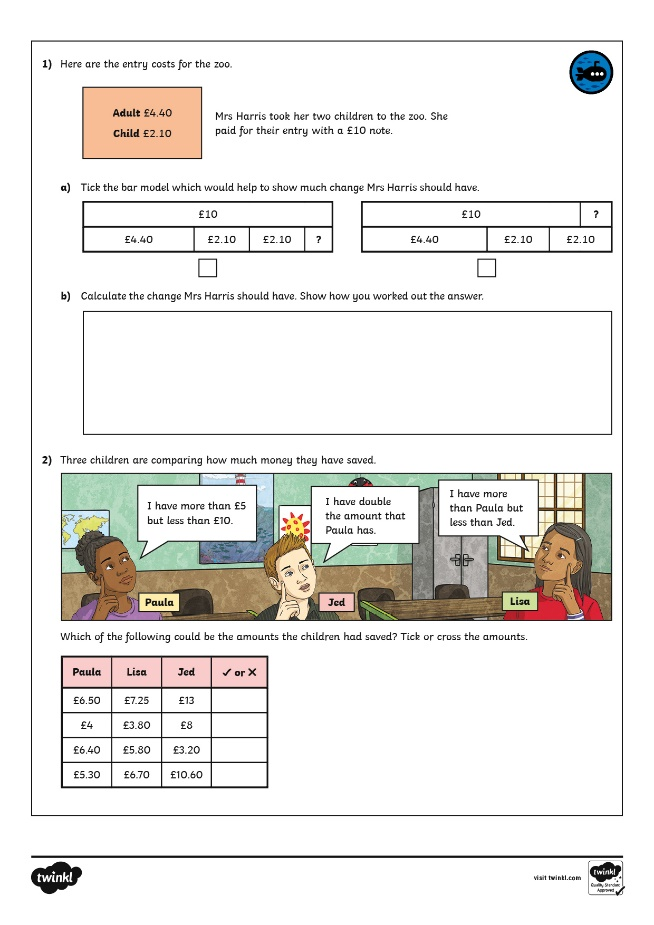 1) Here are the entry costs for the zoo.
Adult £4.40
Child £2.10
Mrs Harris took her two children to the zoo. She
paid for their entry with a £10 note.
a) Tick the bar model which would help to show much change Mrs Harris should have.
£10
£4.40 £2.10 £2.10 ?
£10 ?
£4.40 £2.10 £2.10
b) Calculate the change Mrs Harris should have. Show how you worked out the answer.
2) Three children are comparing how much money they have saved.
I have more than £5
but less than £10.
Paula
I have double
the amount that
Paula has.
Jed
I have more
than Paula but
less than Jed.
Lisa
Which of the following could be the amounts the children had saved? Tick or cross the amounts.
Paula Lisa Jed ✓ or ✕
£6.50 £7.25 £13
£4 £3.80 £8
£6.40 £5.80 £3.20
£5.30 £6.70 £10.60
twinkl
visit twinkl.com
twinkl
Quality Standard
Approved